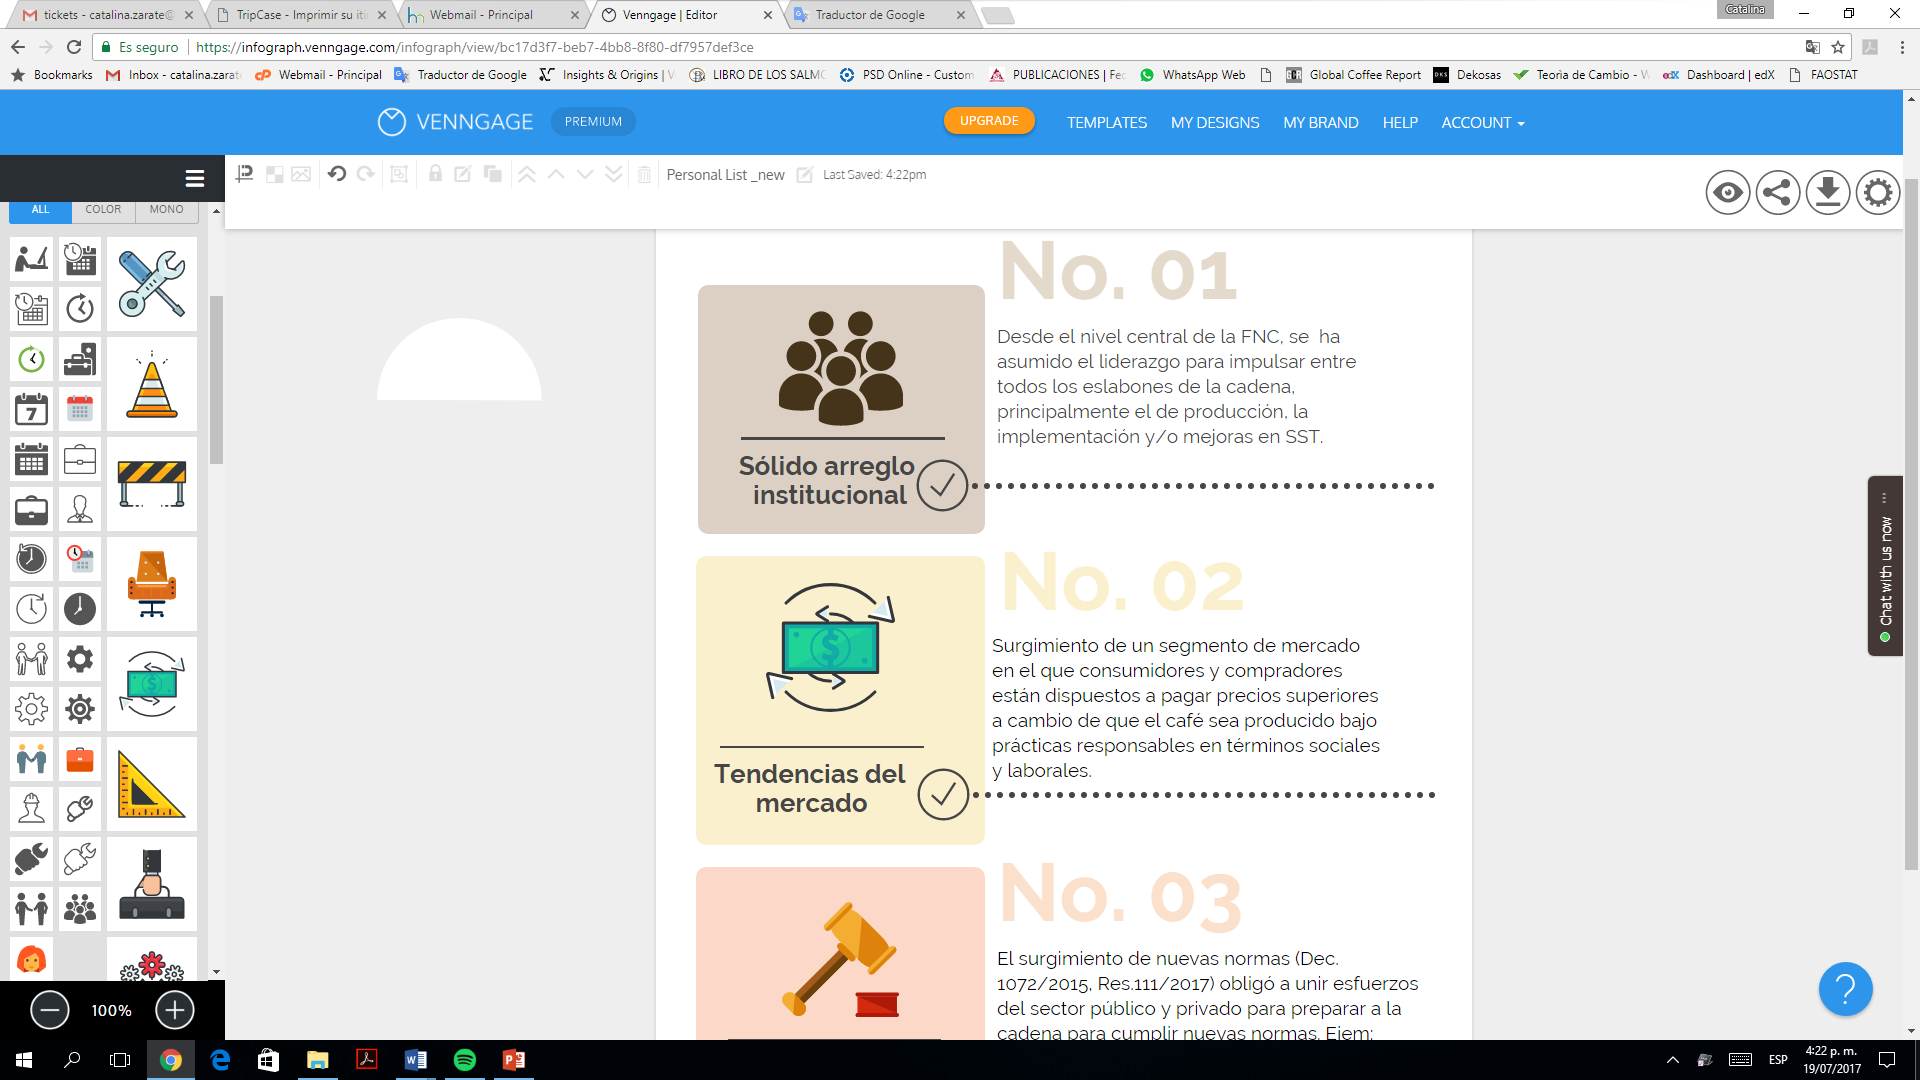 tickets - catalina.zarate@
TripCase - Imprimir su iti
Webmail - Principal
Venngage | Editor
Traductor de Google
Catalina
Es seguro
https://infograph.venngage.com/infograph/view/bc17d3f7-beb7-4bb8-8f80-df7957def3ce
Bookmarks
Inbox - catalina.zarat
Webmail - Principal
Traductor de Google
Insights & Origins |
LIBRO DE LOS SALMO
PSD Online - Custom
PUBLICACIONES | Fe
WhatsApp Web
Global Coffee Report
Dekosas
Teoría de Cambio -
Dashboard | edX
FAOSTAT
VENNGAGE
PREMIUM
UPGRADE
TEMPLATES
MY DESIGNS
MY BRAND
HELP
ACCOUNT
Personal List _new
Last Saved: 4:22pm
ALL
COLOR
MONO
7
No. 01
Desde el nivel central de la FNC, se ha
asumido el liderazgo para impulsar entre
todos los eslabones de la cadena,
principalmente el de producción, la
implementación y/o mejoras en SST.
Sólido arreglo
institucional
No. 02
Surgimiento de un segmento de mercado
en el que consumidores y compradores
están dispuestos a pagar precios superiores
a cambio de que el café sea producido bajo
prácticas responsables en términos sociales
y laborales.
Tendencias del
mercado
No. 03
El surgimiento de nuevas normas (Dec.
1072/2015, Res.111/2017) obligó a unir esfuerzos
del sector público y privado para preparar a la
cadena para cumplir nuevas normas. Ejem:
Chat with us now
100%
ESP
4:22 p. m.
19/07/2017